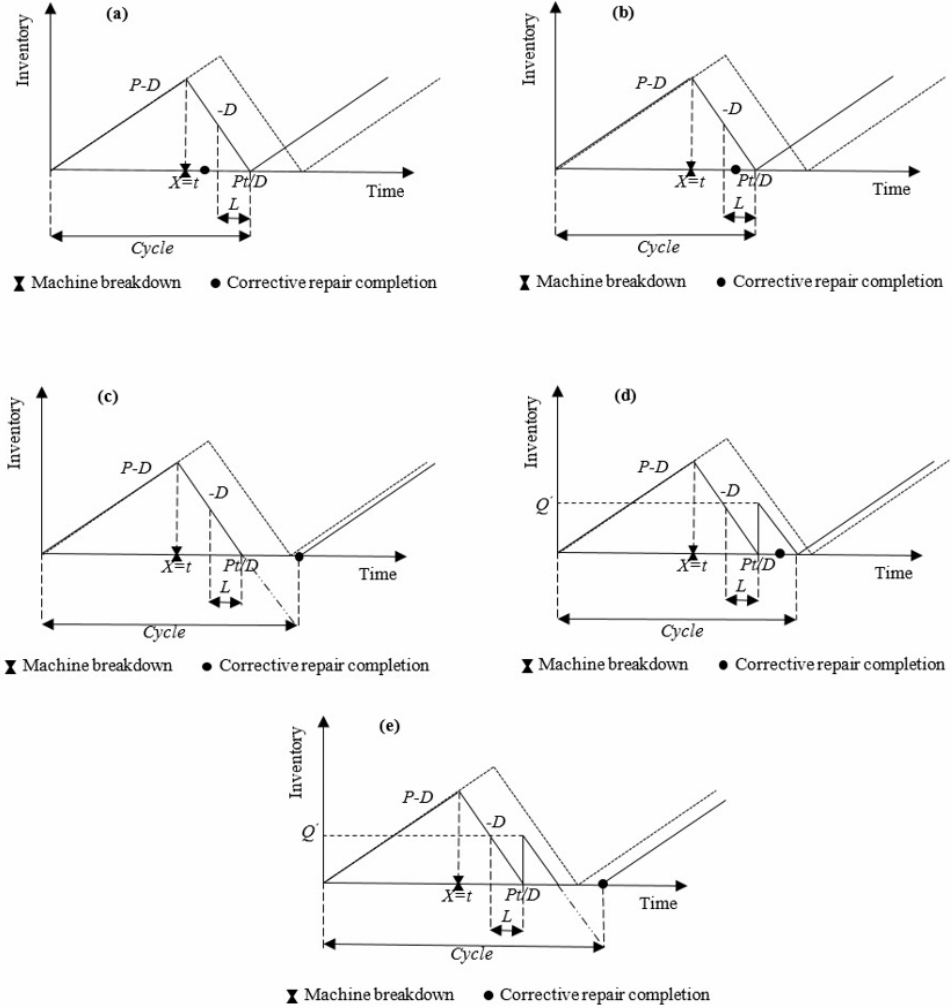 (a)
Inventory
P-D
-D
X=t
Pt/D
Time
L
Cycle
Machine breakdown
Corrective repair completion
(b)
Inventory
P-D
-D
X=t
Pt/D
Time
L
Cycle
Machine breakdown
Corrective repair completion
(c)
Inventory
P-D
-D
X=t
Pt/D
Time
L
Cycle
Machine breakdown
Corrective repair completion
(d)
Inventory
P-D
-D
Q'
X=t
Pt/D
Time
L
Cycle
Machine breakdown
Corrective repair completion
(e)
Inventory
P-D
-D
Q'
X=t
Pt/D
Time
L
Cycle
Machine breakdown
Corrective repair completion